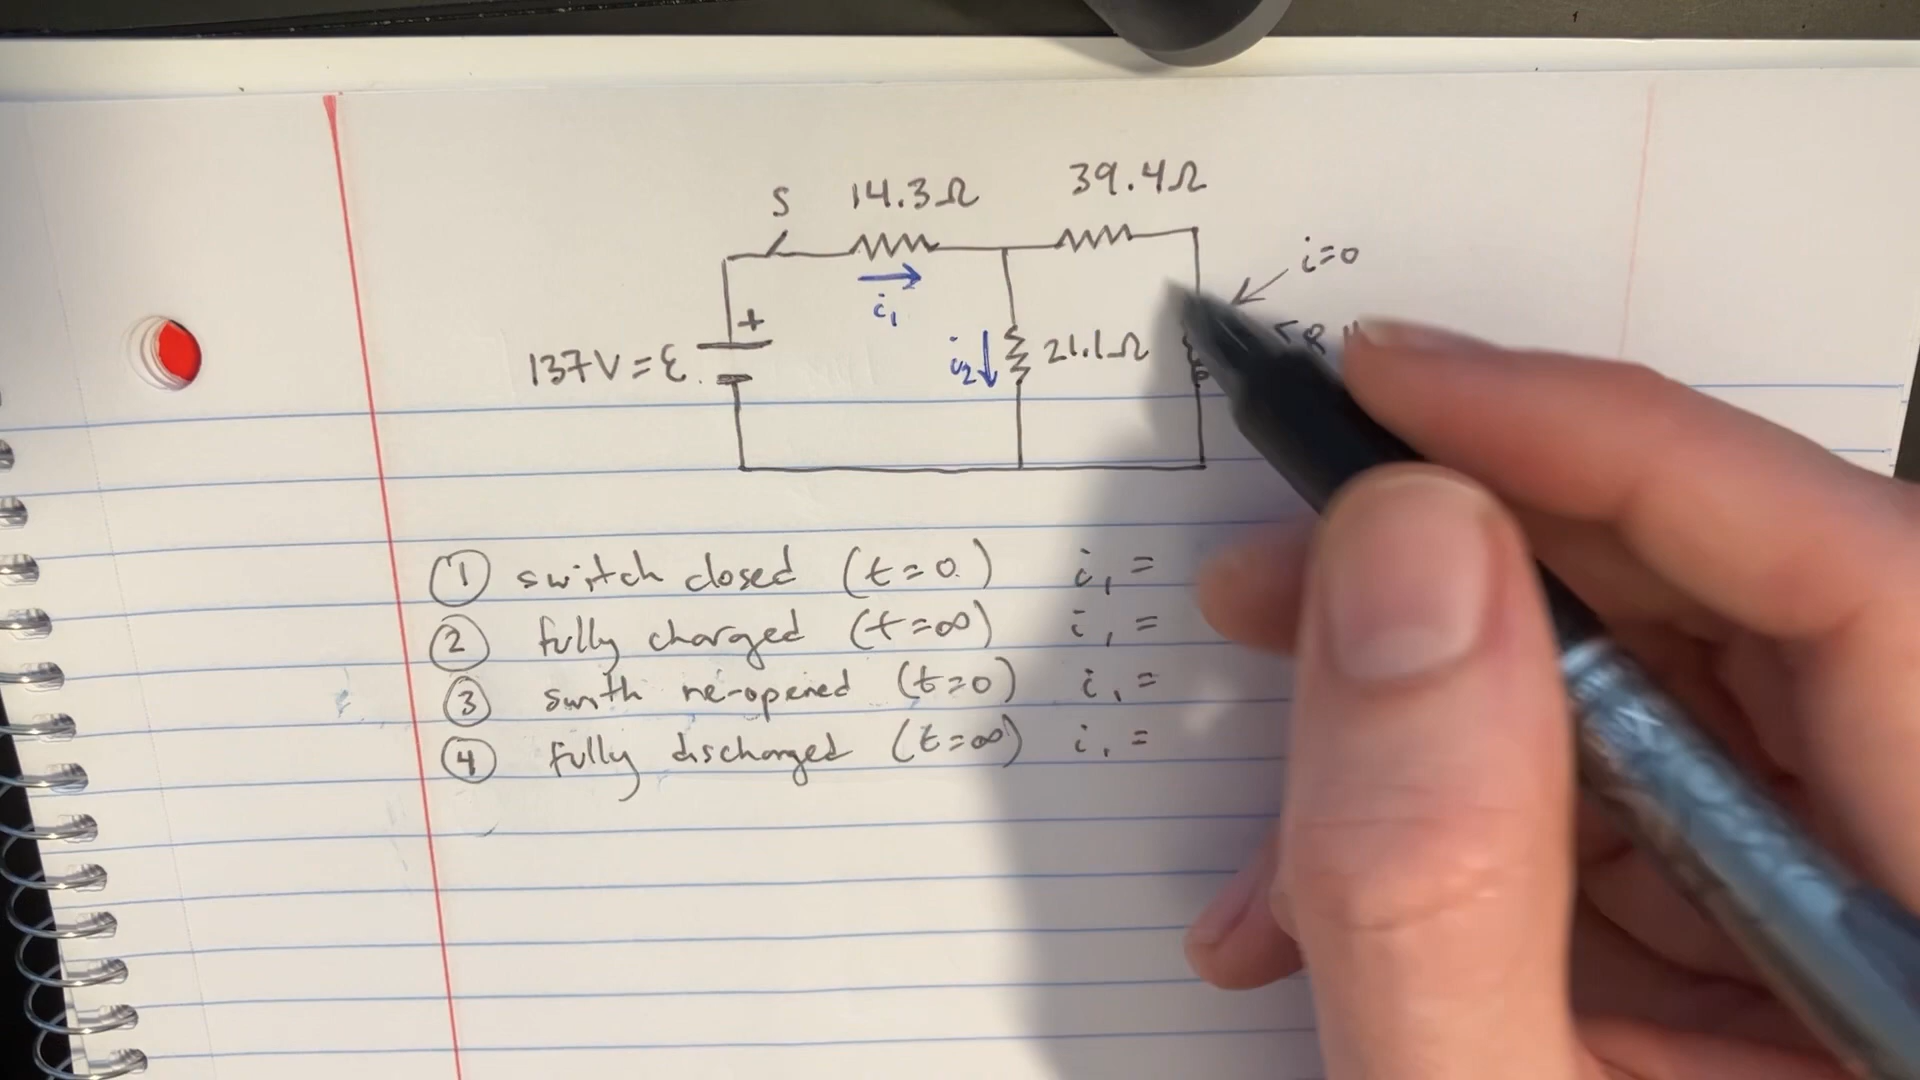 S 14.3Ω 39.4Ω
i=0
i₁
137V=ε + i₂ 21.1Ω
① switch closed (t=0) i₁=
② fully charged (t=∞) i₁=
③ swith re-opened (t=0) i₁=
④ fully discharged (t=∞) i₁=